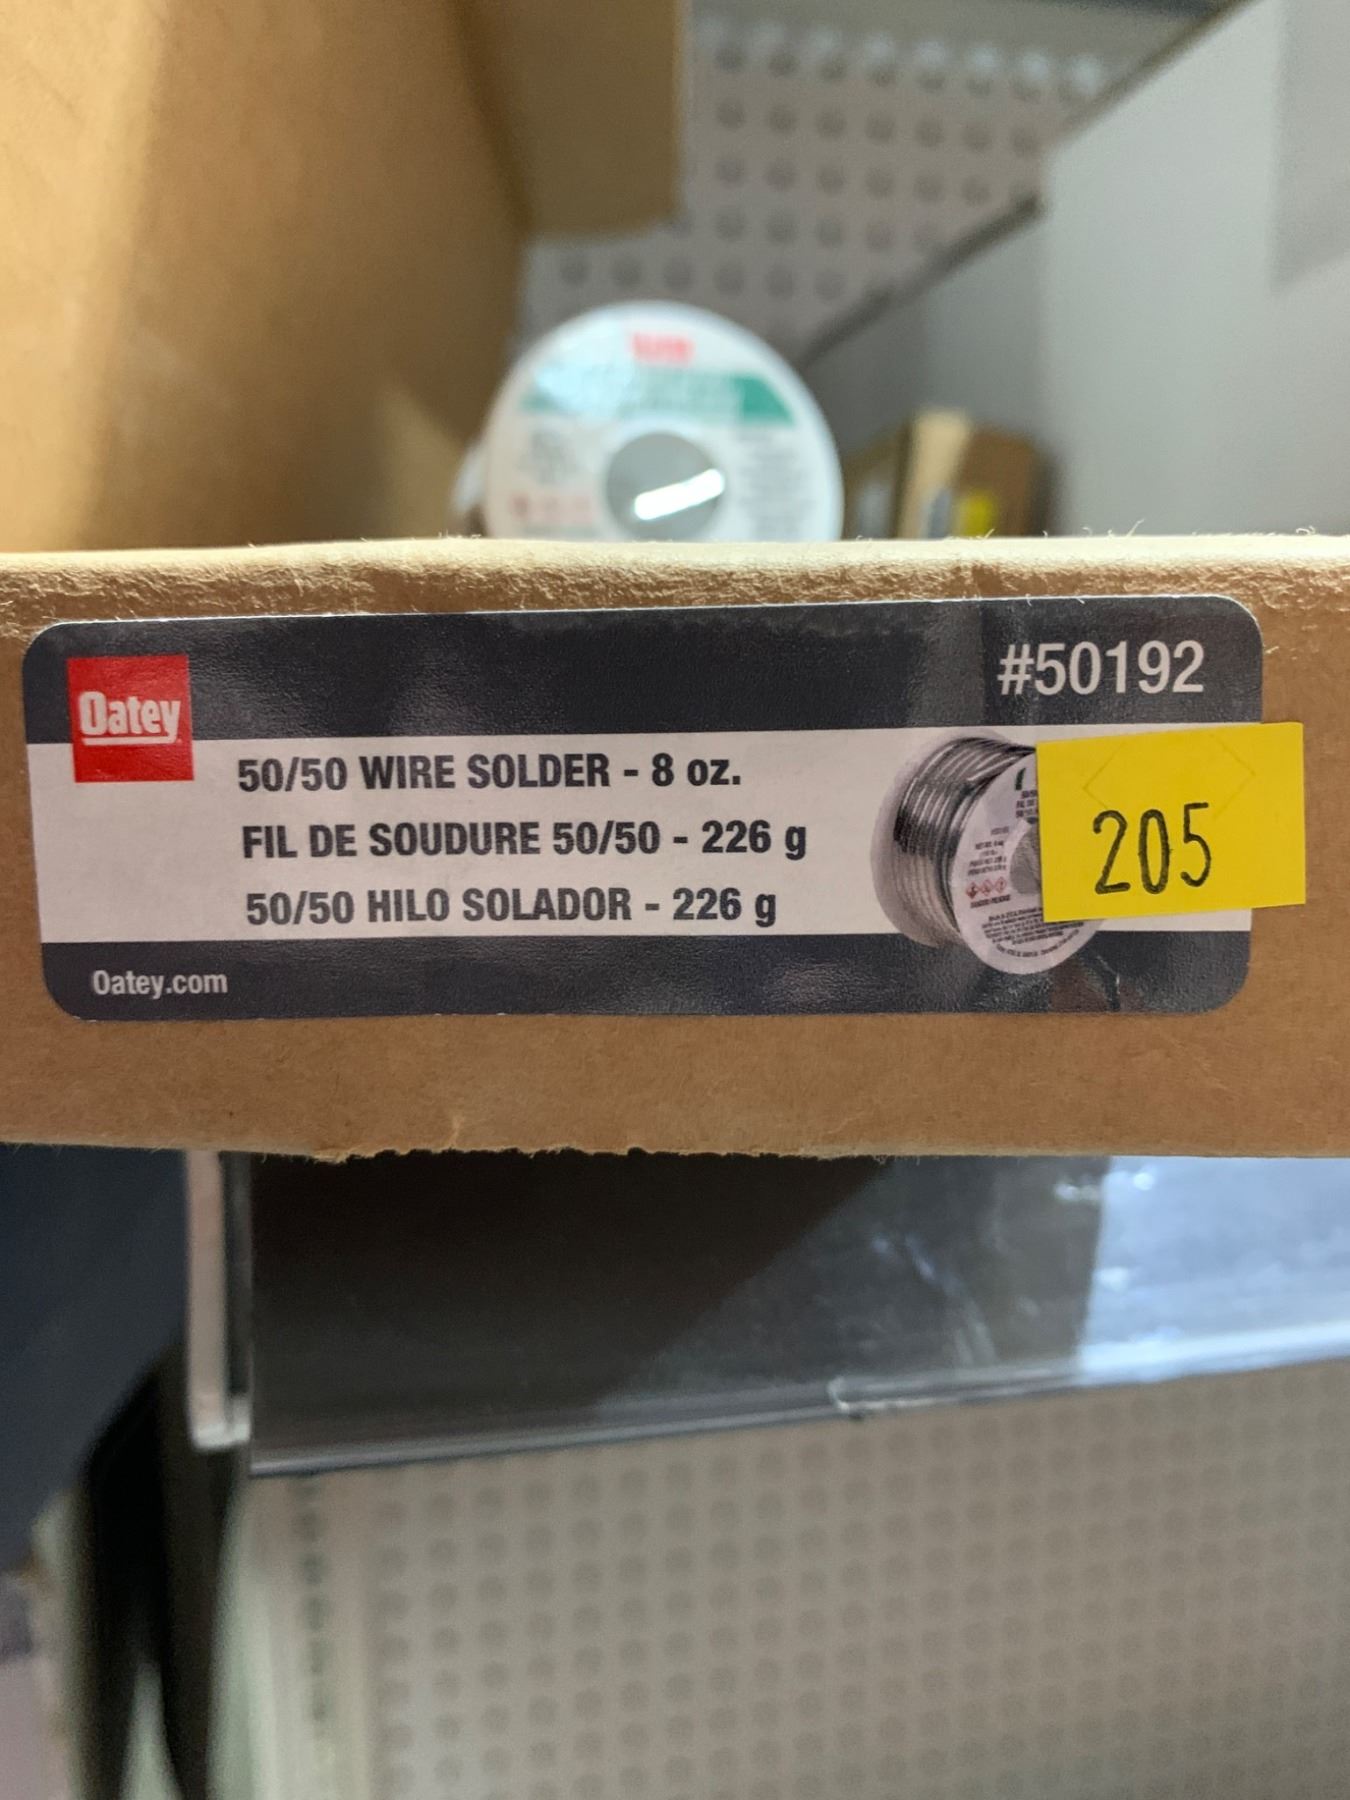 Oatey
#50192
50/50 WIRE SOLDER - 8 oz.
FIL DE SOUDURE 50/50 - 226 g
50/50 HILO SOLADOR - 226 g
205
Oatey.com